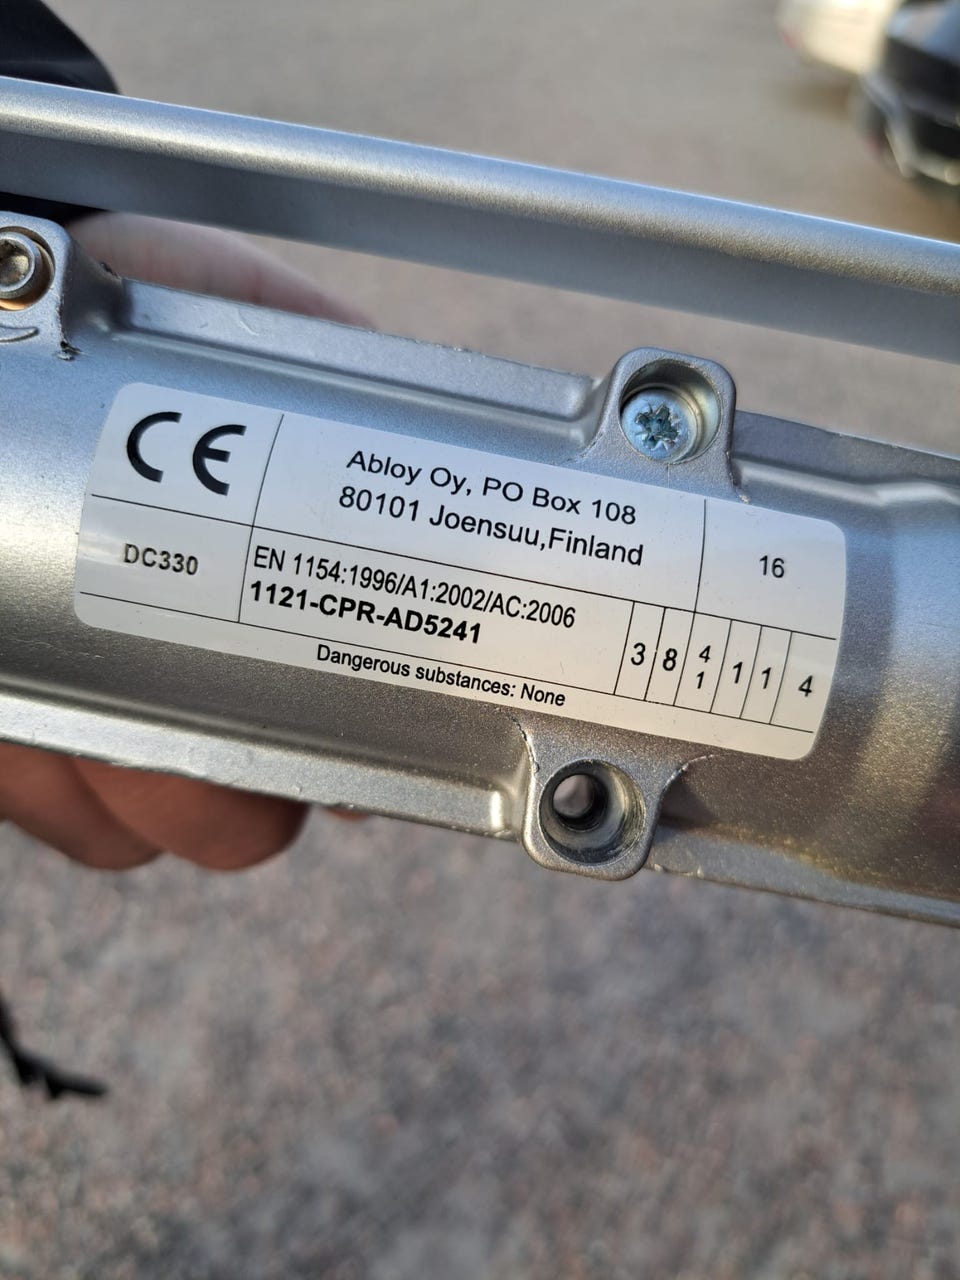 CE
Abloy Oy, PO Box 108
80101 Joensuu,Finland
16
DC330
EN 1154:1996/A1:2002/AC:2006
1121-CPR-AD5241
3 8 4 1 1 1 4
Dangerous substances: None